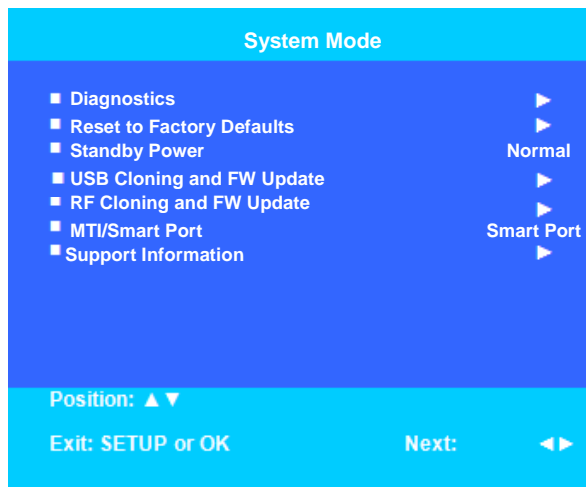 System Mode
Diagnostics ▶
Reset to Factory Defaults ▶
Standby Power Normal
USB Cloning and FW Update ▶
RF Cloning and FW Update ▶
MTI/Smart Port Smart Port
Support Information ▶
Position: ▲▼
Exit: SETUP or OK Next: ◀▶